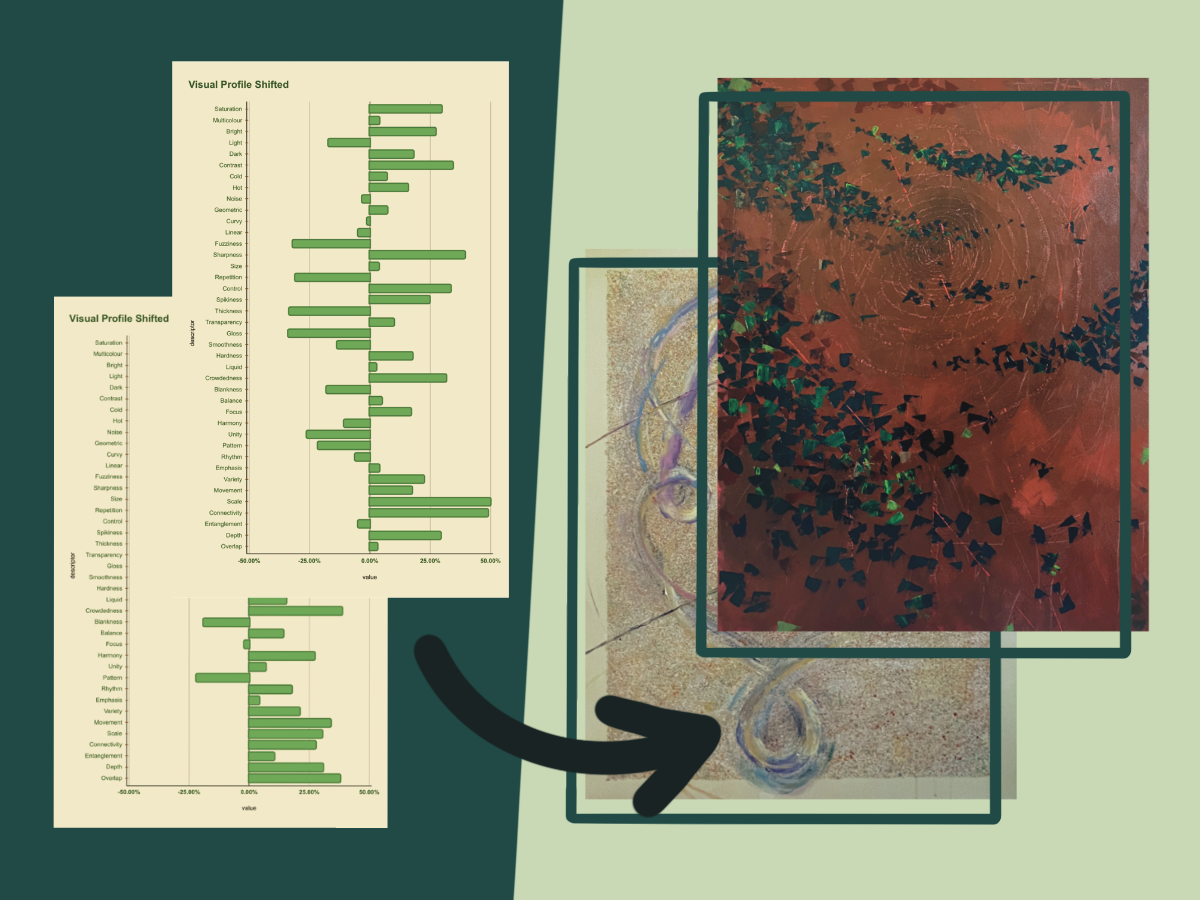 Visual Profile Shifted
Saturation
Multicolour
Bright
Light
Dark
Contrast
Cold
Hot
Noise
Geometric
Curvy
Linear
Fuzziness
Sharpness
Size
Repetition
Control
Spikiness
Thickness
Transparency
Gloss
Smoothness
Hardness
Liquid
Crowdedness
Blankness
Balance
Focus
Harmony
Unity
Pattern
Rhythm
Emphasis
Variety
Movement
Scale
Connectivity
Entanglement
Depth
Overlap
descriptor
-50.00% -25.00% 0.00% 25.00% 50.00%
value
Visual Profile Shifted
Saturation
Multicolour
Bright
Light
Dark
Contrast
Cold
Hot
Noise
Geometric
Curvy
Linear
Fuzziness
Sharpness
Size
Repetition
Control
Spikiness
Thickness
Transparency
Gloss
Smoothness
Hardness
Liquid
Crowdedness
Blankness
Balance
Focus
Harmony
Unity
Pattern
Rhythm
Emphasis
Variety
Movement
Scale
Connectivity
Entanglement
Depth
Overlap
descriptor
-50.00% -25.00% 0.00% 25.00% 50.00%
value